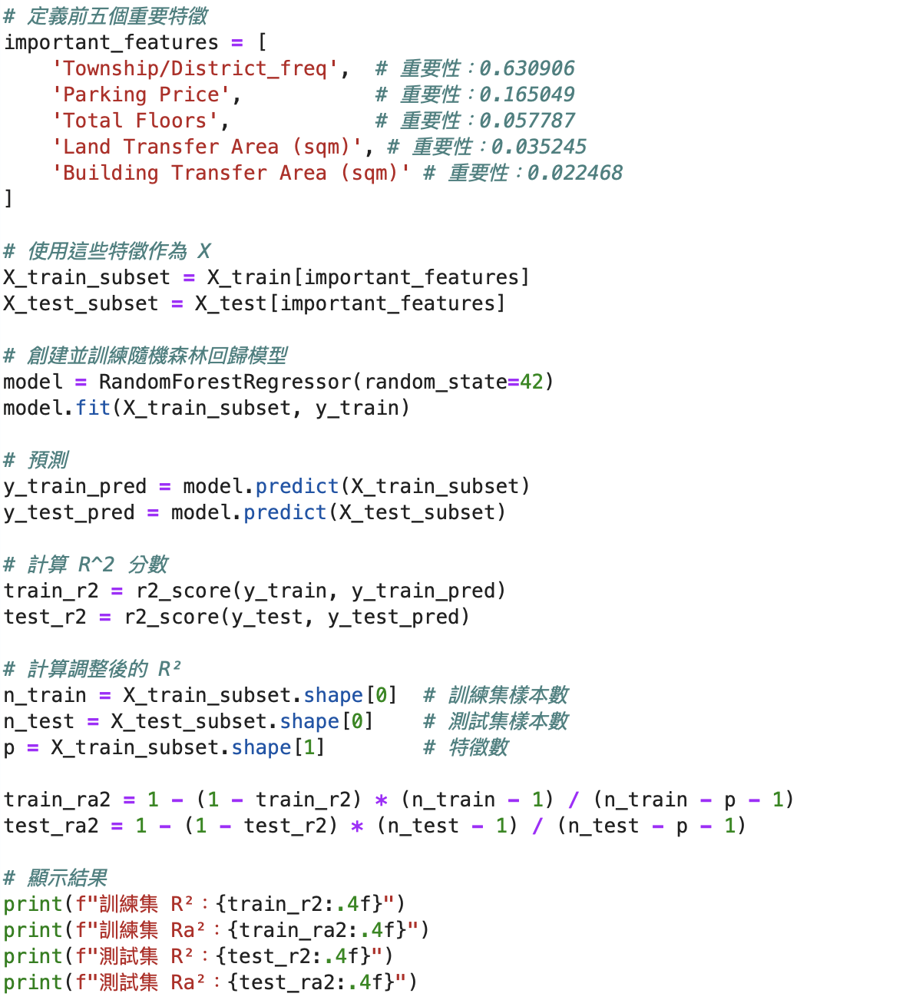 # 定義前五個重要特徵
important_features = [
    'Township/District_freq',  # 重要性：0.630906
    'Parking Price',           # 重要性：0.165049
    'Total Floors',            # 重要性：0.057787
    'Land Transfer Area (sqm)', # 重要性：0.035245
    'Building Transfer Area (sqm)' # 重要性：0.022468
]

# 使用這些特徵作為 X
X_train_subset = X_train[important_features]
X_test_subset = X_test[important_features]

# 創建並訓練隨機森林回歸模型
model = RandomForestRegressor(random_state=42)
model.fit(X_train_subset, y_train)

# 預測
y_train_pred = model.predict(X_train_subset)
y_test_pred = model.predict(X_test_subset)

# 計算 R^2 分數
train_r2 = r2_score(y_train, y_train_pred)
test_r2 = r2_score(y_test, y_test_pred)

# 計算調整後的 R²
n_train = X_train_subset.shape[0]  # 訓練集樣本數
n_test = X_test_subset.shape[0]    # 測試集樣本數
p = X_train_subset.shape[1]        # 特徵數

train_ra2 = 1 - (1 - train_r2) * (n_train - 1) / (n_train - p - 1)
test_ra2 = 1 - (1 - test_r2) * (n_test - 1) / (n_test - p - 1)

# 顯示結果
print(f"訓練集 R²：{train_r2:.4f}")
print(f"訓練集 Ra²：{train_ra2:.4f}")
print(f"測試集 R²：{test_r2:.4f}")
print(f"測試集 Ra²：{test_ra2:.4f}")